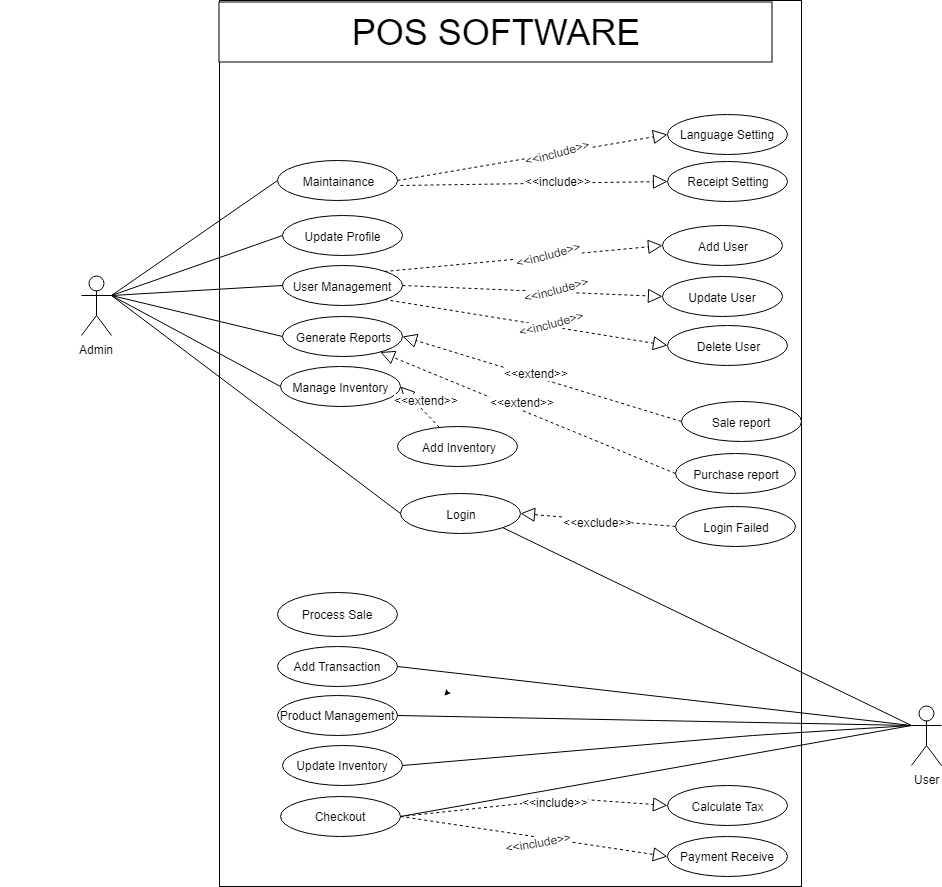 POS SOFTWARE
Language Setting
<<include>>
Maintainance
<<include>>
Receipt Setting
Update Profile
Add User
<<include>>
User Management
<<include>>
Update User
<<include>>
Generate Reports
Delete User
Admin
<<extend>>
Manage Inventory
<<extend>>
<<extend>>
Sale report
Add Inventory
Purchase report
Login
<<exclude>>
Login Failed
Process Sale
Add Transaction
Product Management
Update Inventory
User
<<include>>
Calculate Tax
Checkout
<<include>>
Payment Receive